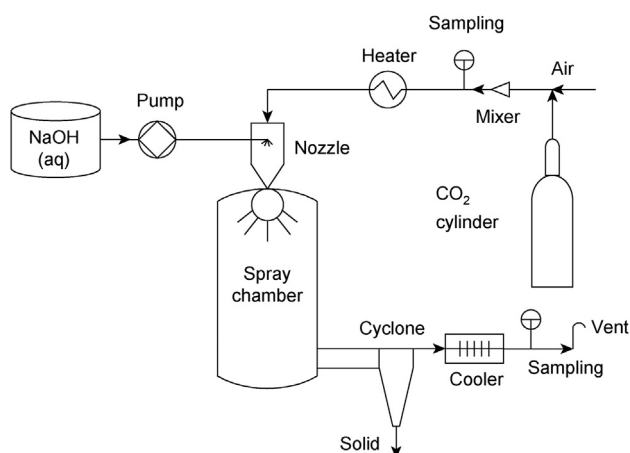 Sampling
Heater
Air
Pump
Mixer
NaOH
(aq)
Nozzle
CO₂
cylinder
Spray
chamber
Cyclone
Vent
Cooler
Sampling
Solid